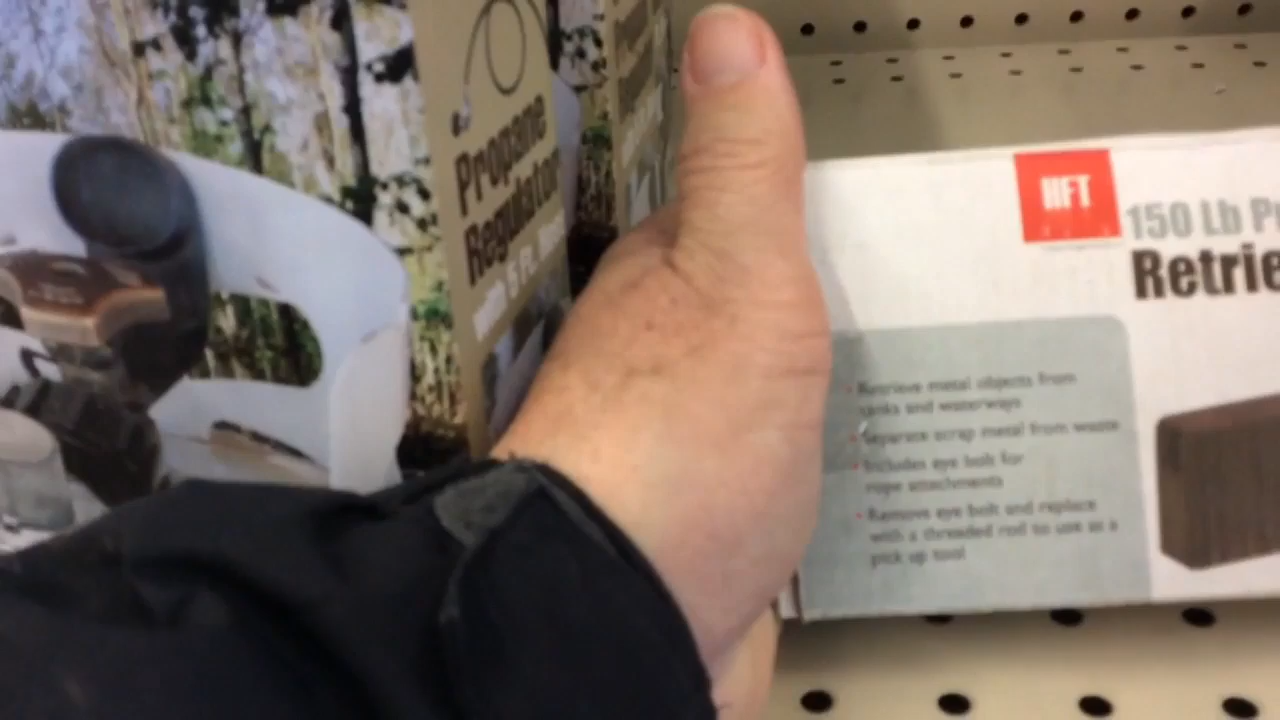 Propane
Regulator
6 Ft.
HFT
150 Lb
Retrie
Retrieve metal objects from
tanks and waterways
Separate scrap metal from waste
Includes eye bolt for
rope attachments
Remove eye bolt and replace
with a threaded rod to use as a
pick up tool